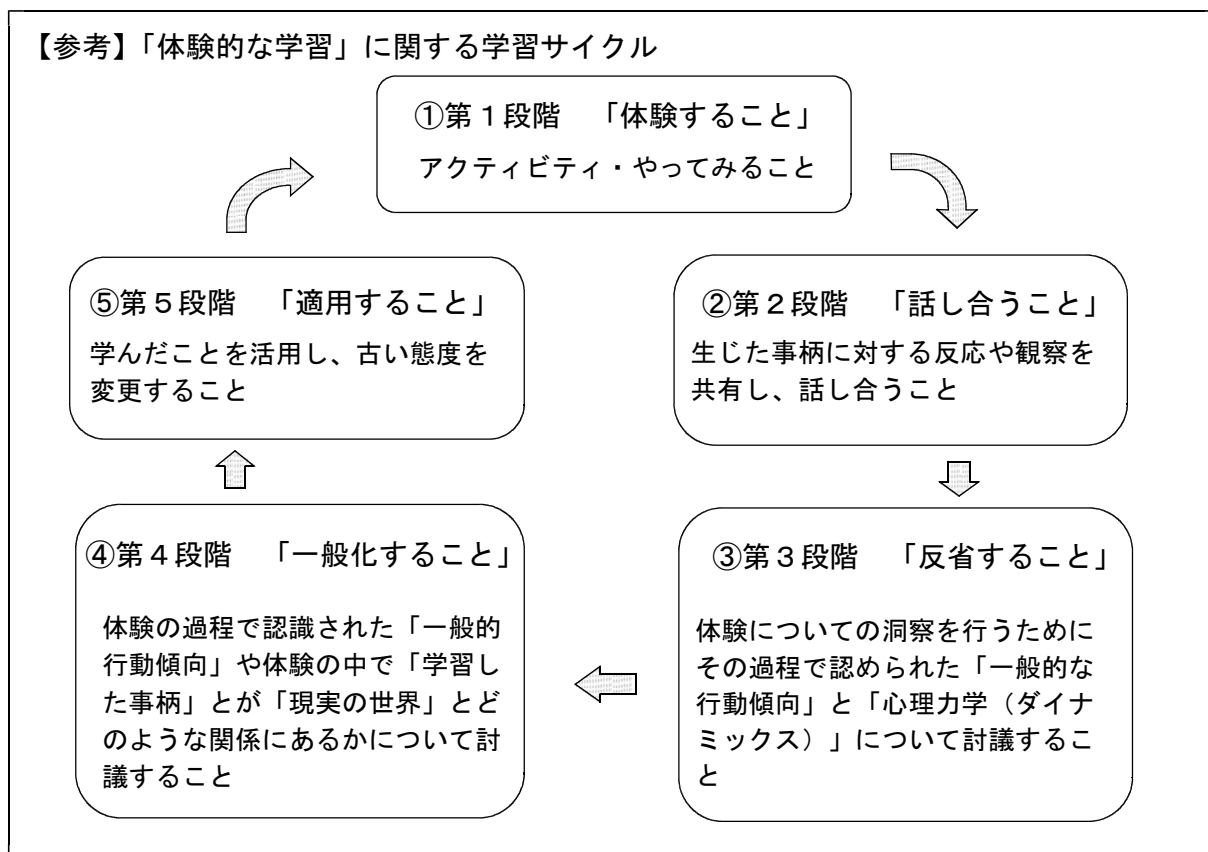 【参考】「体験的な学習」に関する学習サイクル
①第１段階　「体験すること」
アクティビティ・やってみること
②第２段階　「話し合うこと」
生じた事柄に対する反応や観察を
共有し、話し合うこと
③第３段階　「反省すること」
体験についての洞察を行うために
その過程で認められた「一般的な
行動傾向」と「心理力学（ダイナ
ミックス）」について討議するこ
と
④第４段階　「一般化すること」
体験の過程で認識された「一般的
行動傾向」や体験の中で「学習し
た事柄」とが「現実の世界」とど
のような関係にあるかについて討
議すること
⑤第５段階　「適用すること」
学んだことを活用し、古い態度を
変更すること